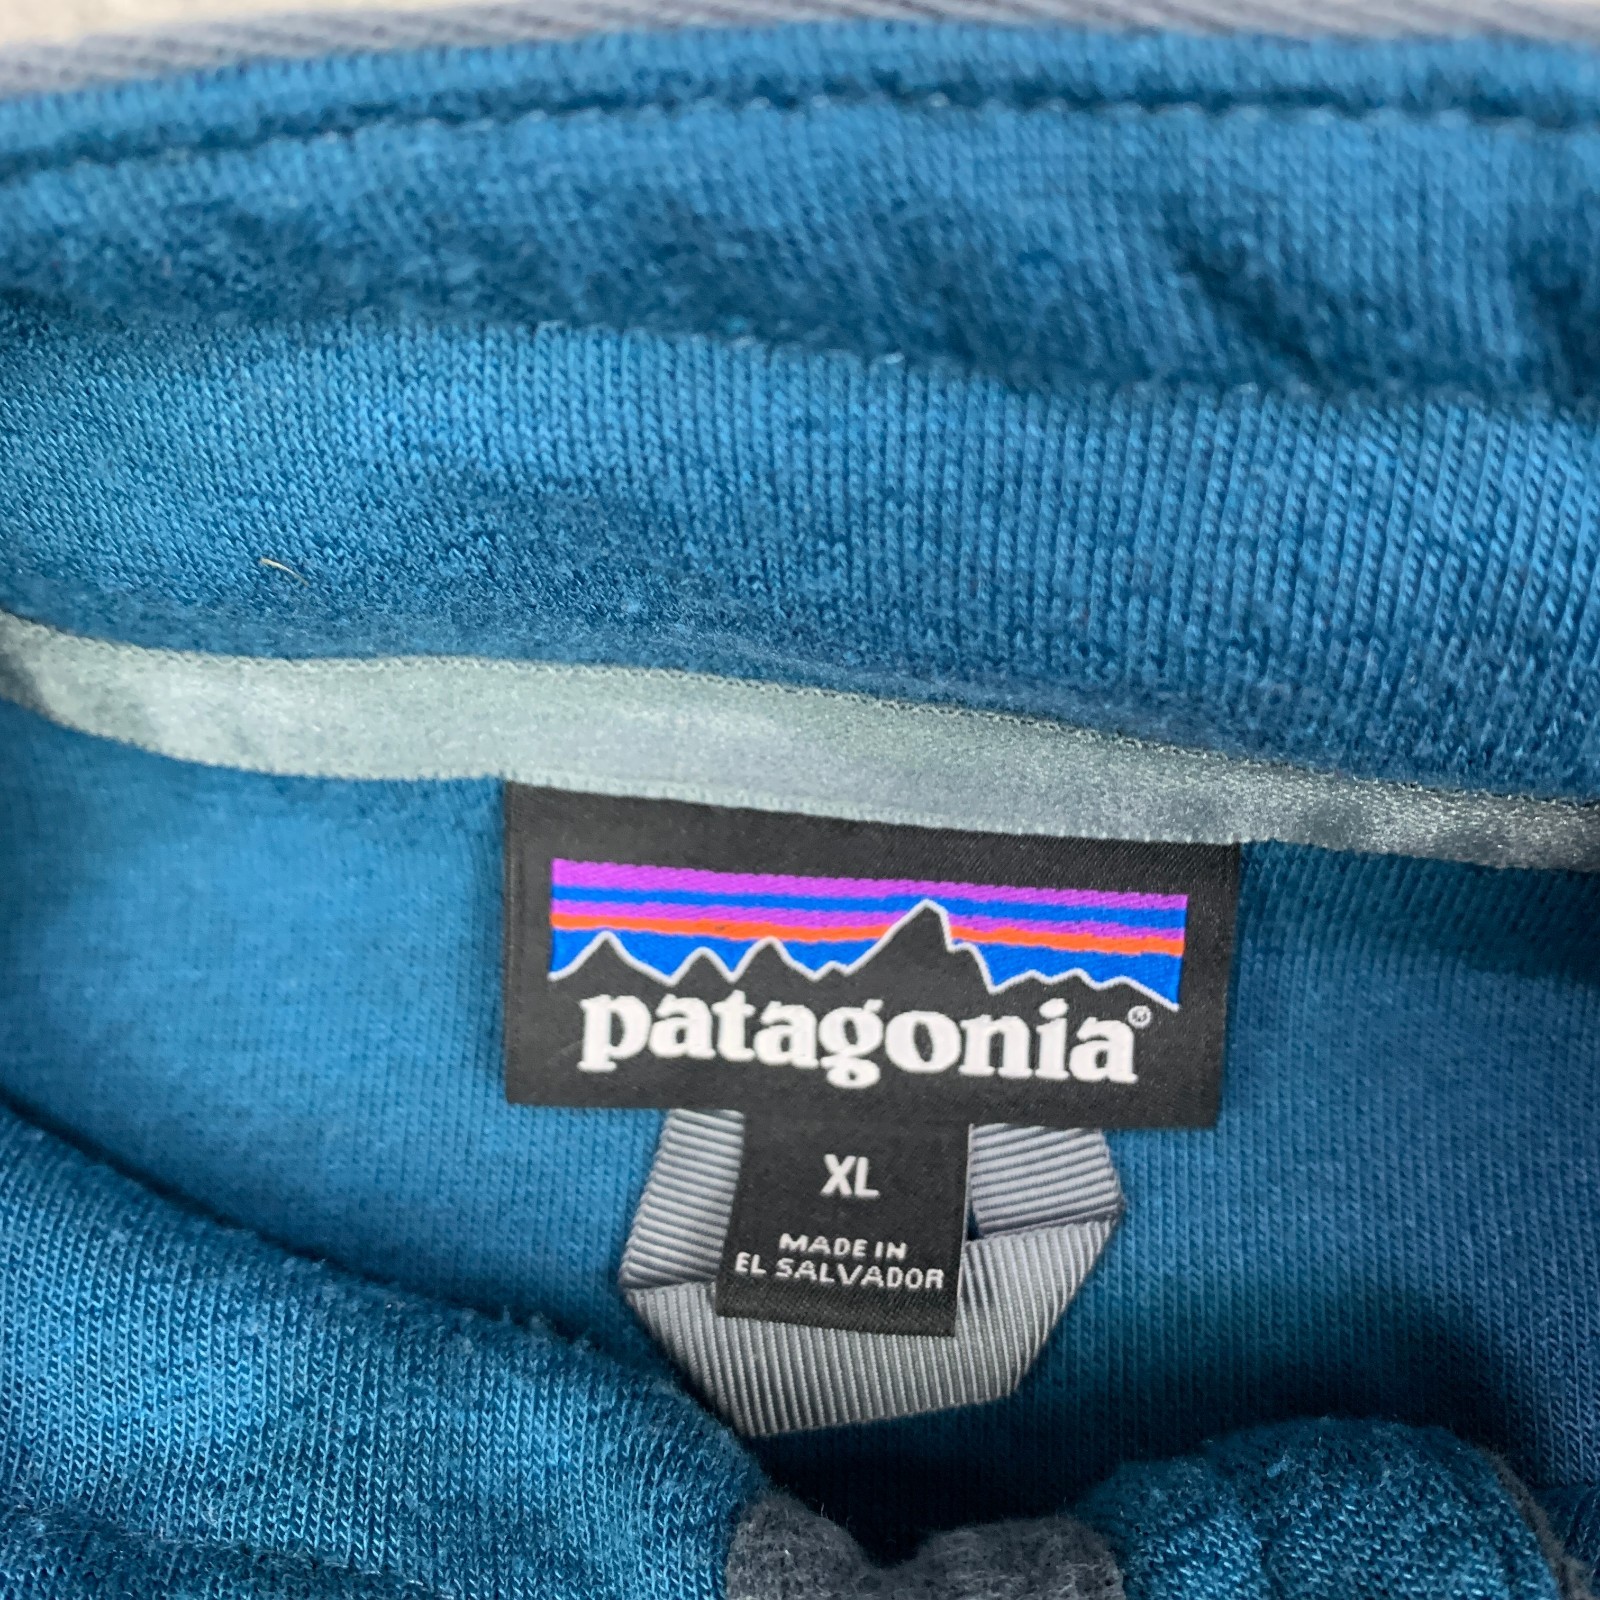 patagonia®
XL
MADE IN
EL SALVADOR